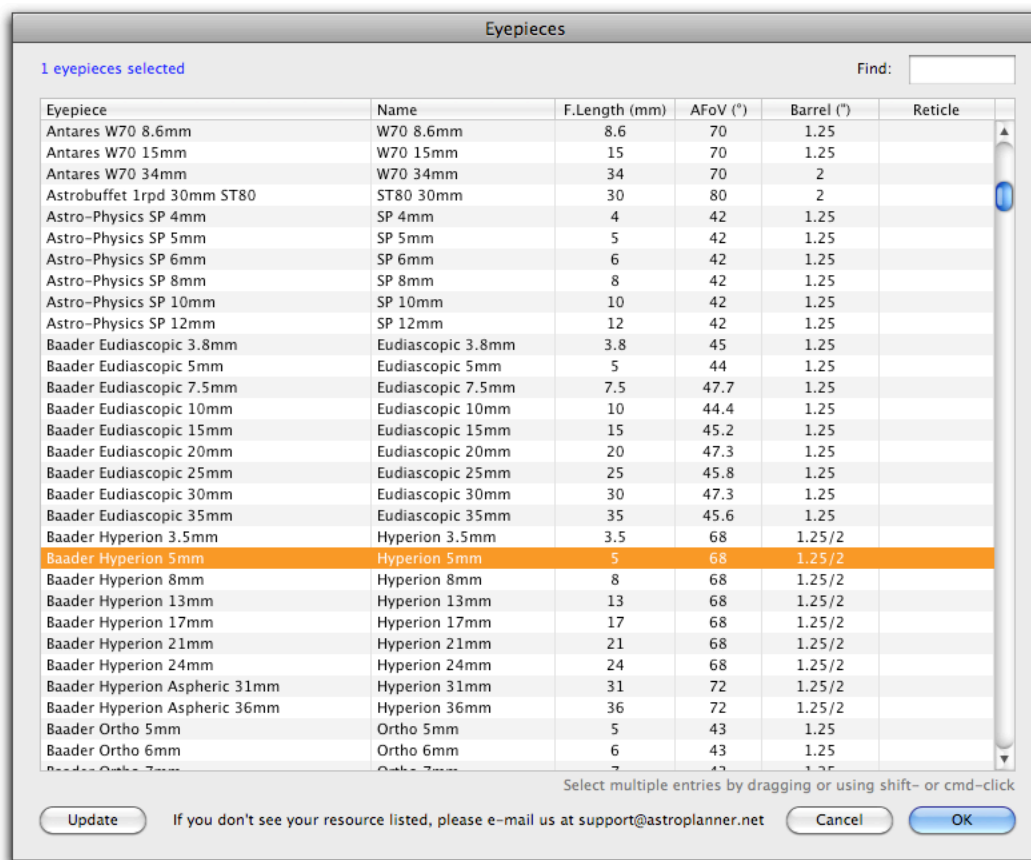 Eyepieces
1 eyepieces selected Find:
Eyepiece Name F.Length (mm) AFoV (°) Barrel (") Reticle
Antares W70 8.6mm W70 8.6mm 8.6 70 1.25
Antares W70 15mm W70 15mm 15 70 1.25
Antares W70 34mm W70 34mm 34 70 2
Astrobuffet 1rpd 30mm ST80 ST80 30mm 30 80 2
Astro-Physics SP 4mm SP 4mm 4 42 1.25
Astro-Physics SP 5mm SP 5mm 5 42 1.25
Astro-Physics SP 6mm SP 6mm 6 42 1.25
Astro-Physics SP 8mm SP 8mm 8 42 1.25
Astro-Physics SP 10mm SP 10mm 10 42 1.25
Astro-Physics SP 12mm SP 12mm 12 42 1.25
Baader Eudiascopic 3.8mm Eudiascopic 3.8mm 3.8 45 1.25
Baader Eudiascopic 5mm Eudiascopic 5mm 5 44 1.25
Baader Eudiascopic 7.5mm Eudiascopic 7.5mm 7.5 47.7 1.25
Baader Eudiascopic 10mm Eudiascopic 10mm 10 44.4 1.25
Baader Eudiascopic 15mm Eudiascopic 15mm 15 45.2 1.25
Baader Eudiascopic 20mm Eudiascopic 20mm 20 47.3 1.25
Baader Eudiascopic 25mm Eudiascopic 25mm 25 45.8 1.25
Baader Eudiascopic 30mm Eudiascopic 30mm 30 47.3 1.25
Baader Eudiascopic 35mm Eudiascopic 35mm 35 45.6 1.25
Baader Hyperion 3.5mm Hyperion 3.5mm 3.5 68 1.25/2
Baader Hyperion 5mm Hyperion 5mm 5 68 1.25/2
Baader Hyperion 8mm Hyperion 8mm 8 68 1.25/2
Baader Hyperion 13mm Hyperion 13mm 13 68 1.25/2
Baader Hyperion 17mm Hyperion 17mm 17 68 1.25/2
Baader Hyperion 21mm Hyperion 21mm 21 68 1.25/2
Baader Hyperion 24mm Hyperion 24mm 24 68 1.25/2
Baader Hyperion Aspheric 31mm Hyperion 31mm 31 72 1.25/2
Baader Hyperion Aspheric 36mm Hyperion 36mm 36 72 1.25/2
Baader Ortho 5mm Ortho 5mm 5 43 1.25
Baader Ortho 6mm Ortho 6mm 6 43 1.25
Baader Ortho 7mm Ortho 7mm 7 43 1.25
Select multiple entries by dragging or using shift- or cmd-click
Update If you don't see your resource listed, please e-mail us at support@astroplanner.net Cancel OK